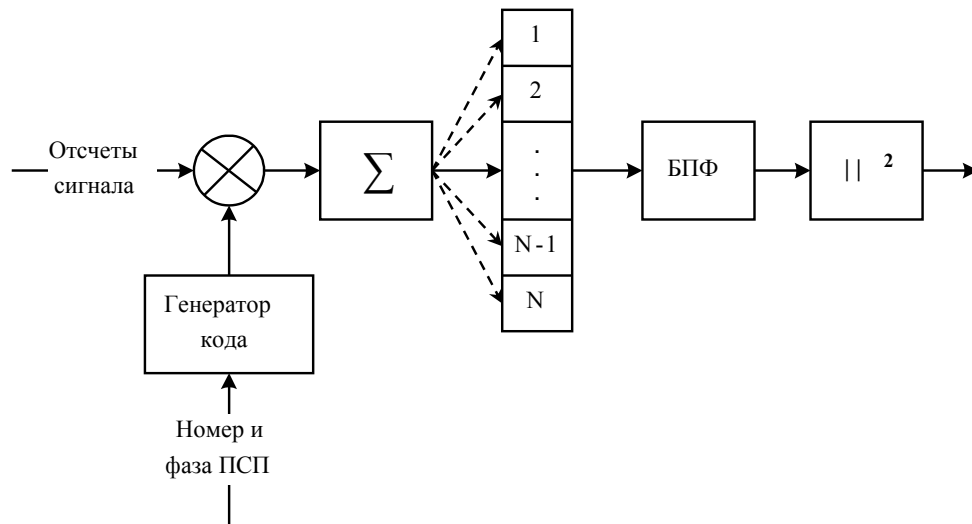 1
2
Отсчеты
сигнала
Σ
.
.
.
БПФ
|| ²
N-1
N
Генератор
кода
Номер и
фаза ПСП